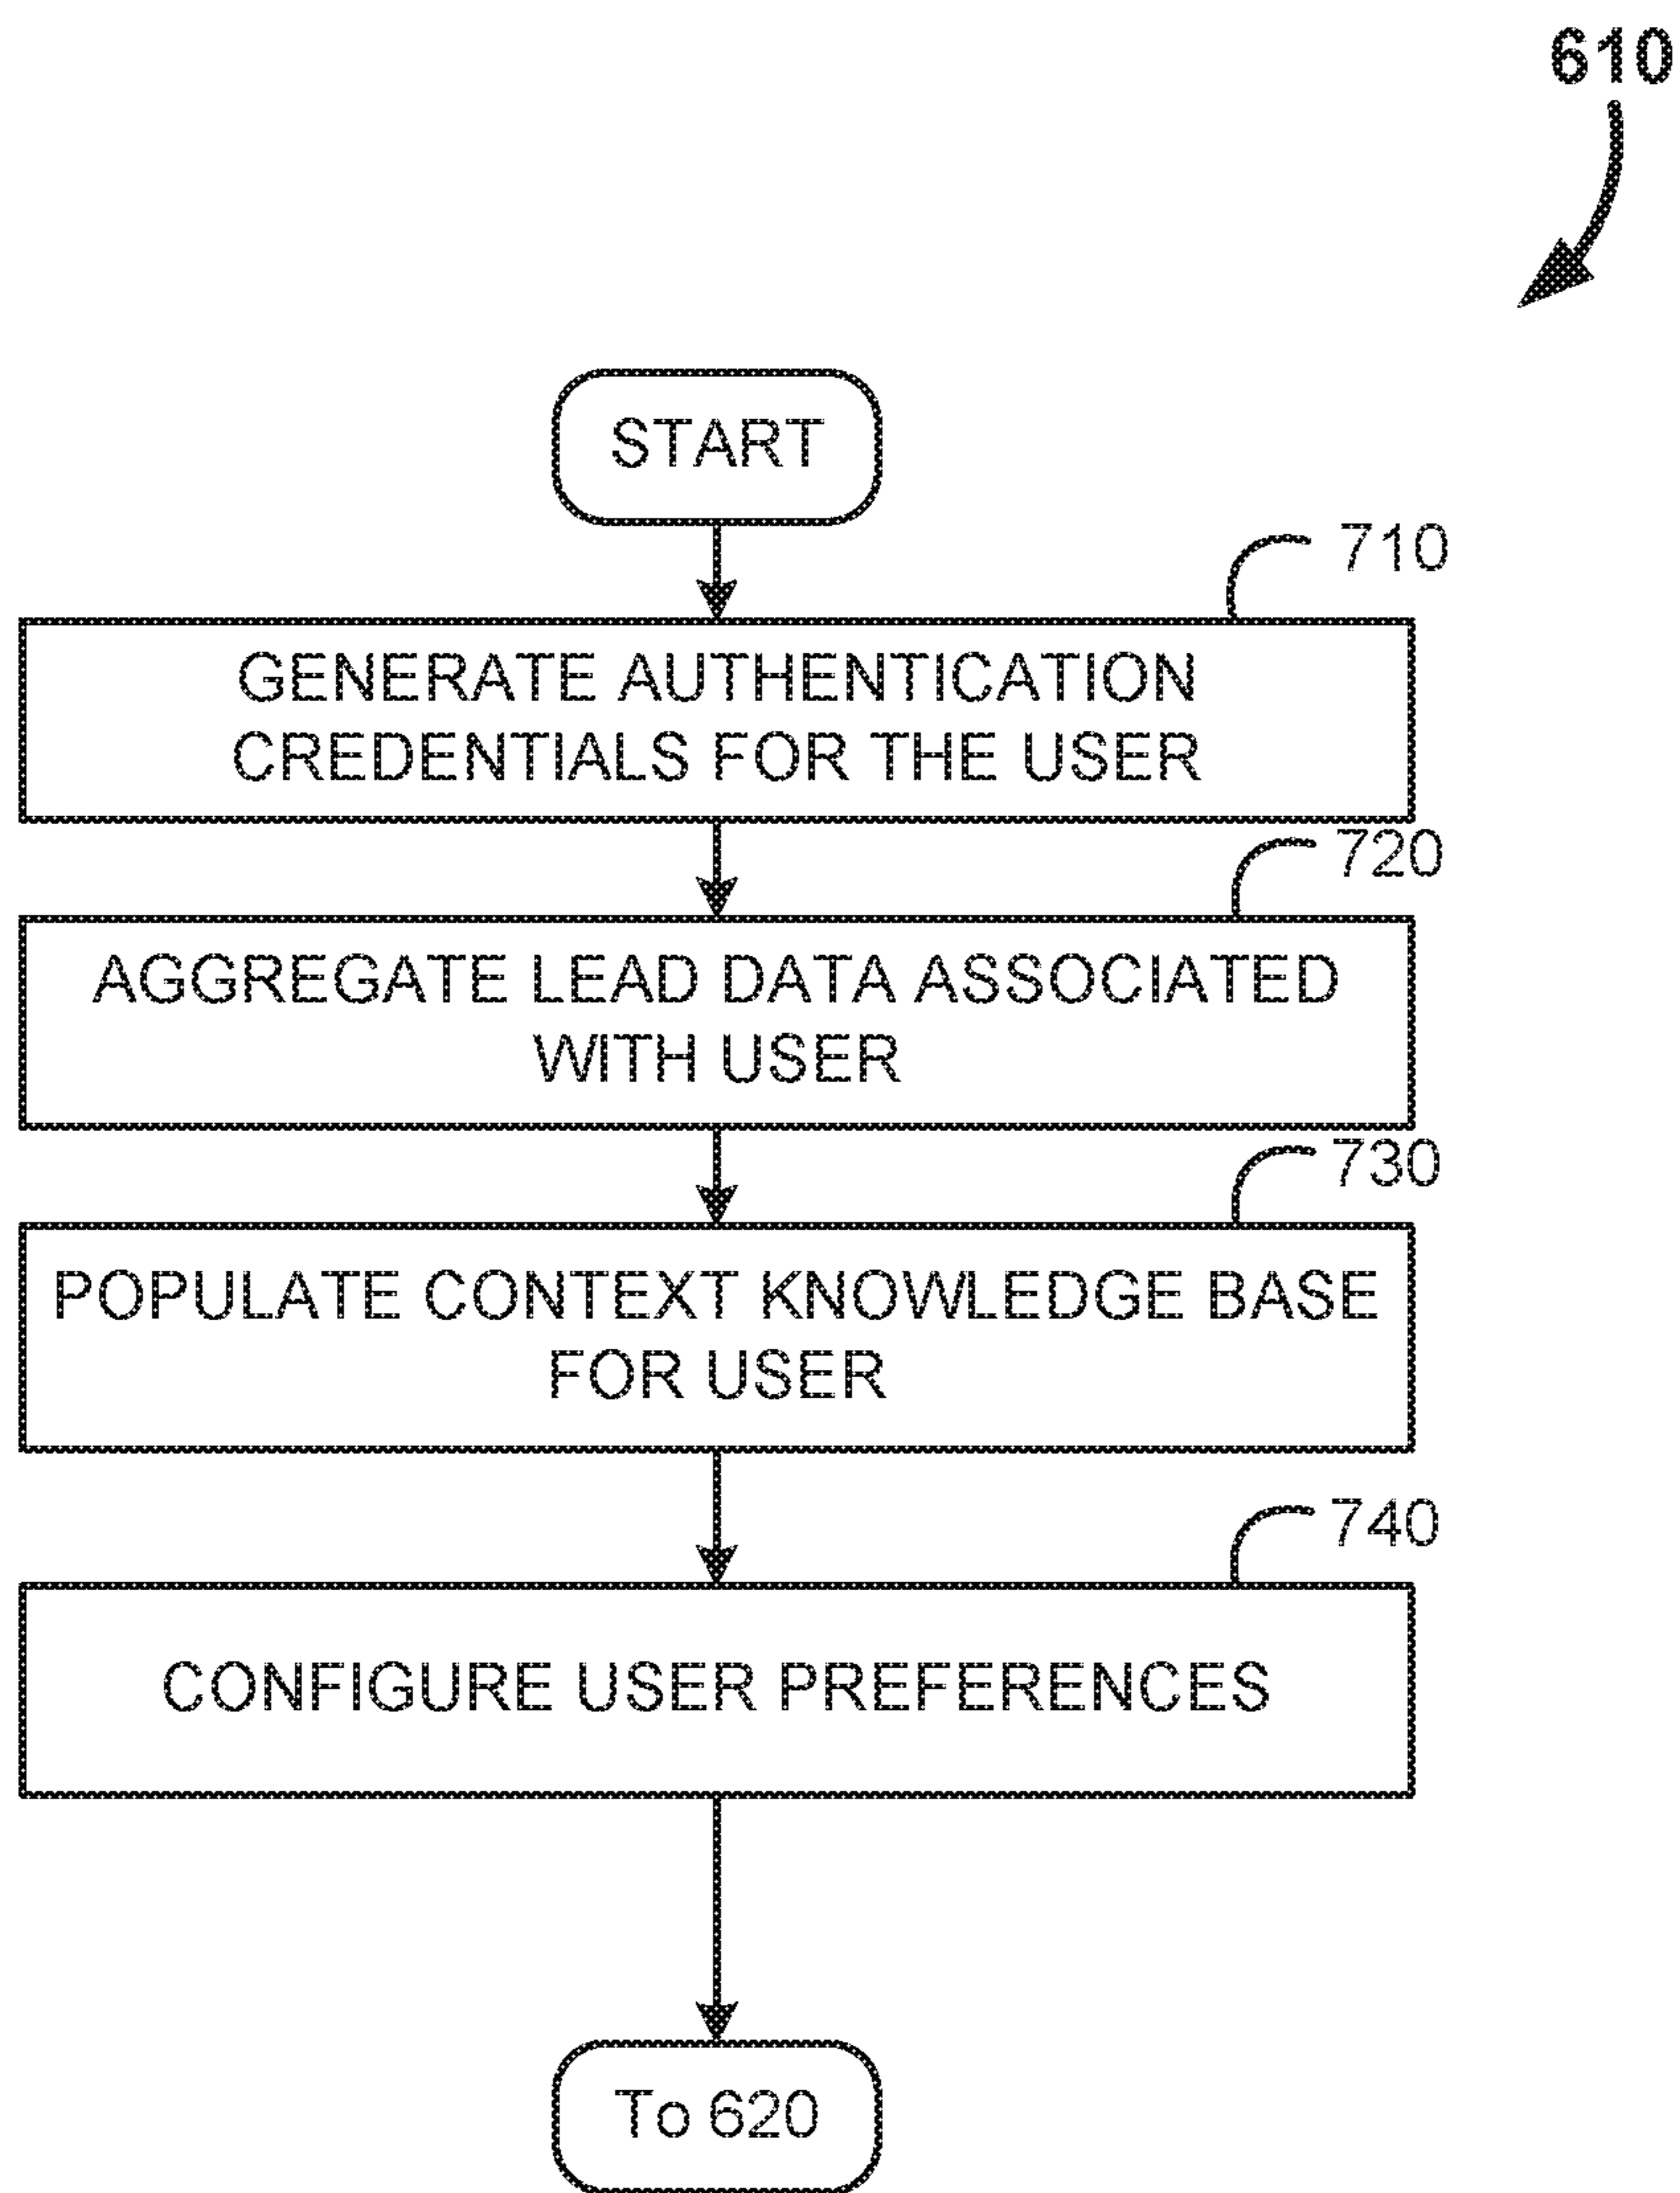 610
START
710
GENERATE AUTHENTICATION
CREDENTIALS FOR THE USER
720
AGGREGATE LEAD DATA ASSOCIATED
WITH USER
730
POPULATE CONTEXT KNOWLEDGE BASE
FOR USER
740
CONFIGURE USER PREFERENCES
To 620